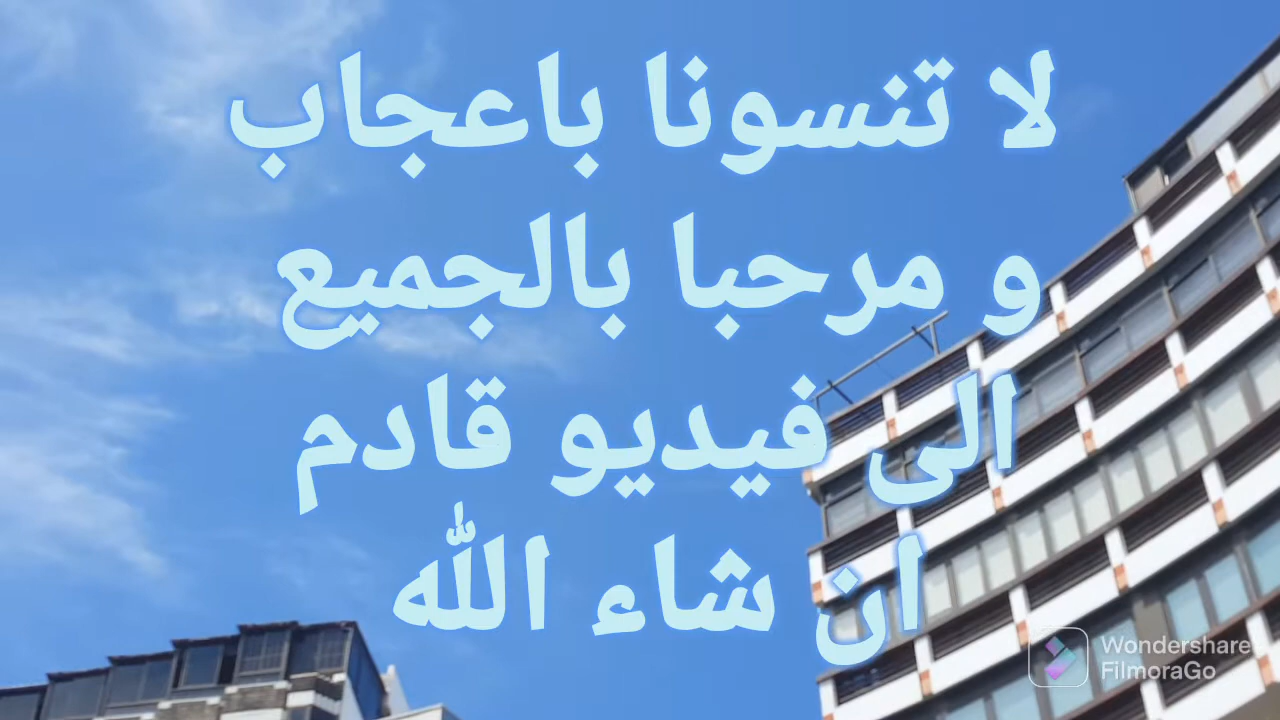 لا تنسونا باعجاب
و مرحبا بالجميع
الى فيديو قادم
ان شاء الله
Wondershare
FilmoraGo